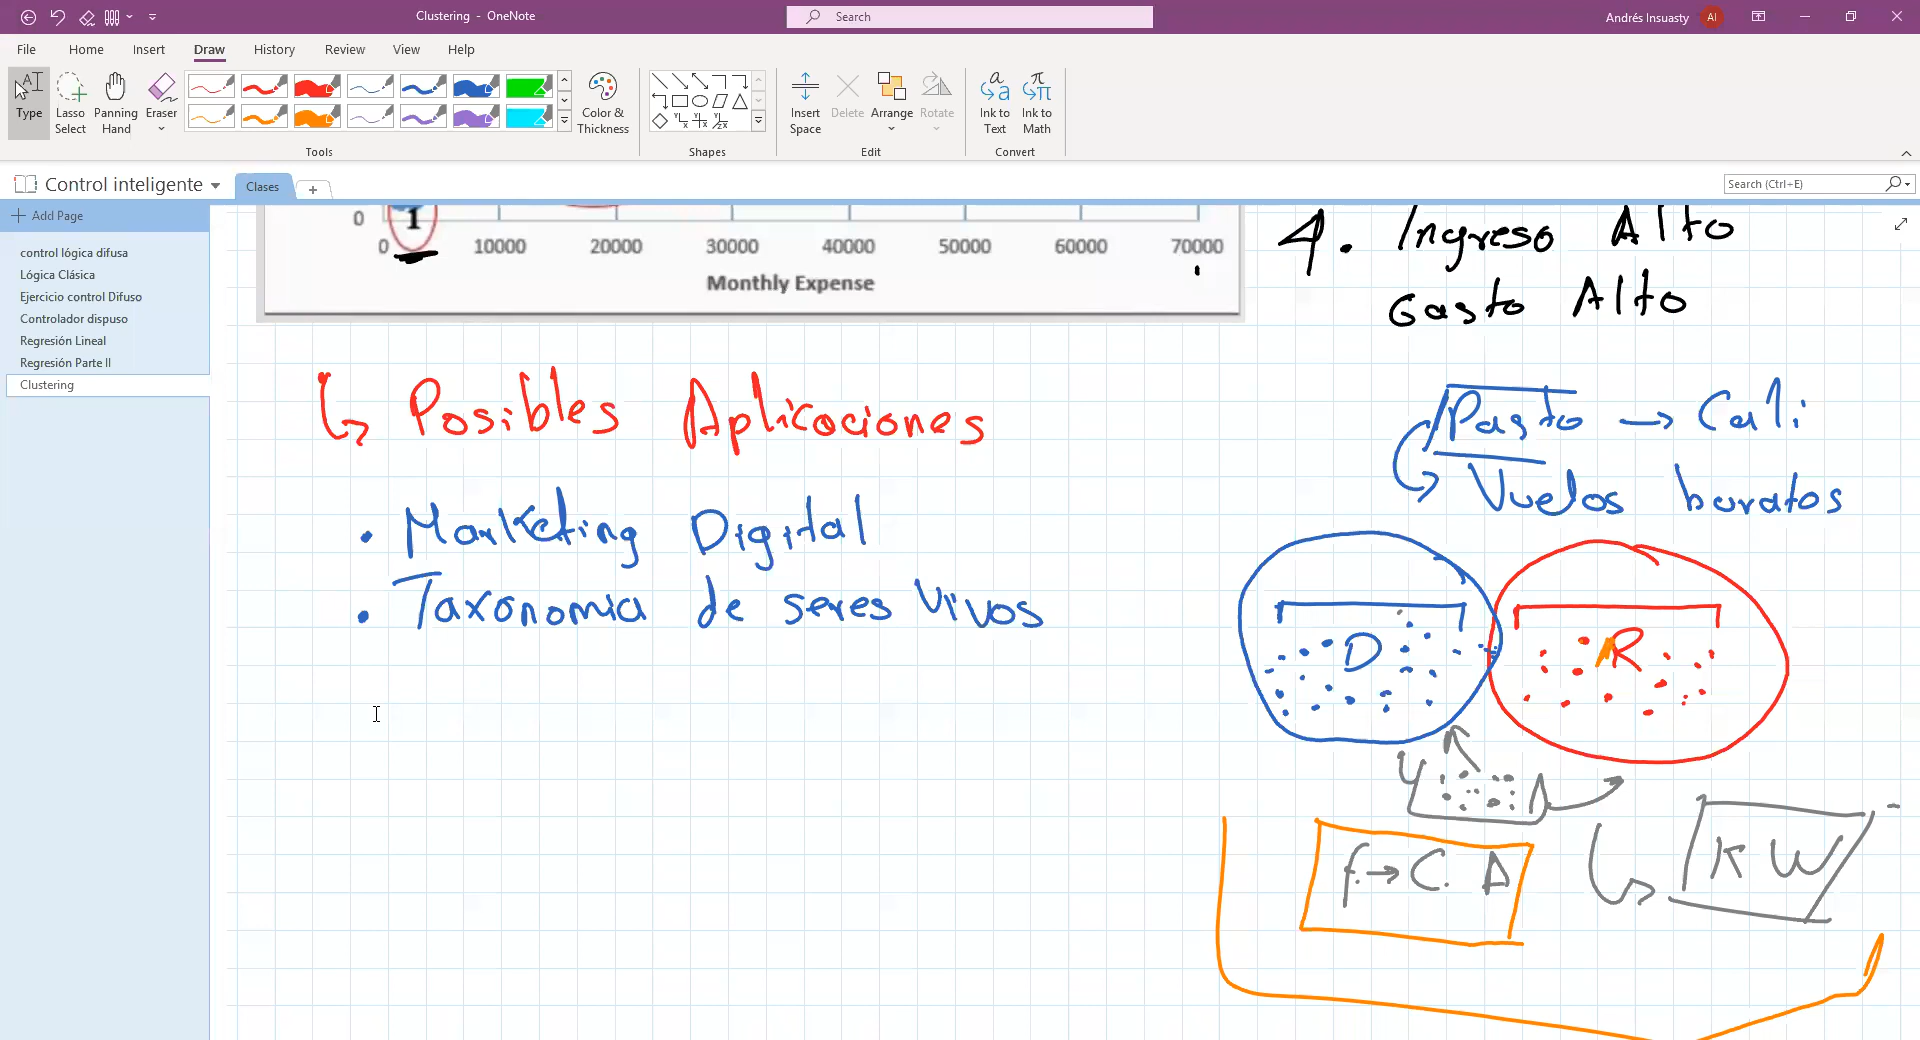 Clustering - OneNote
Search
Andrés Insuasty
AI
File Home Insert Draw History Review View Help
Type
Lasso Select
Panning Hand
Eraser
Color & Thickness
Insert Space
Delete
Arrange
Rotate
Ink to Text
Ink to Math
Tools
Shapes
Edit
Convert
Control inteligente
Clases
Search (Ctrl+E)
Add Page
control lógica difusa
Lógica Clásica
Ejercicio control Difuso
Controlador dispuso
Regresión Lineal
Regresión Parte II
Clustering
1
0
0 10000 20000 30000 40000 50000 60000 70000
Monthly Expense
4. Ingreso Alto
Gasto Alto
Posibles Aplicaciones
Pasto → Cali
Vuelos baratos
• Marketing Digital
• Taxonomia de seres Vivos
D
R
f. → C. A
KW